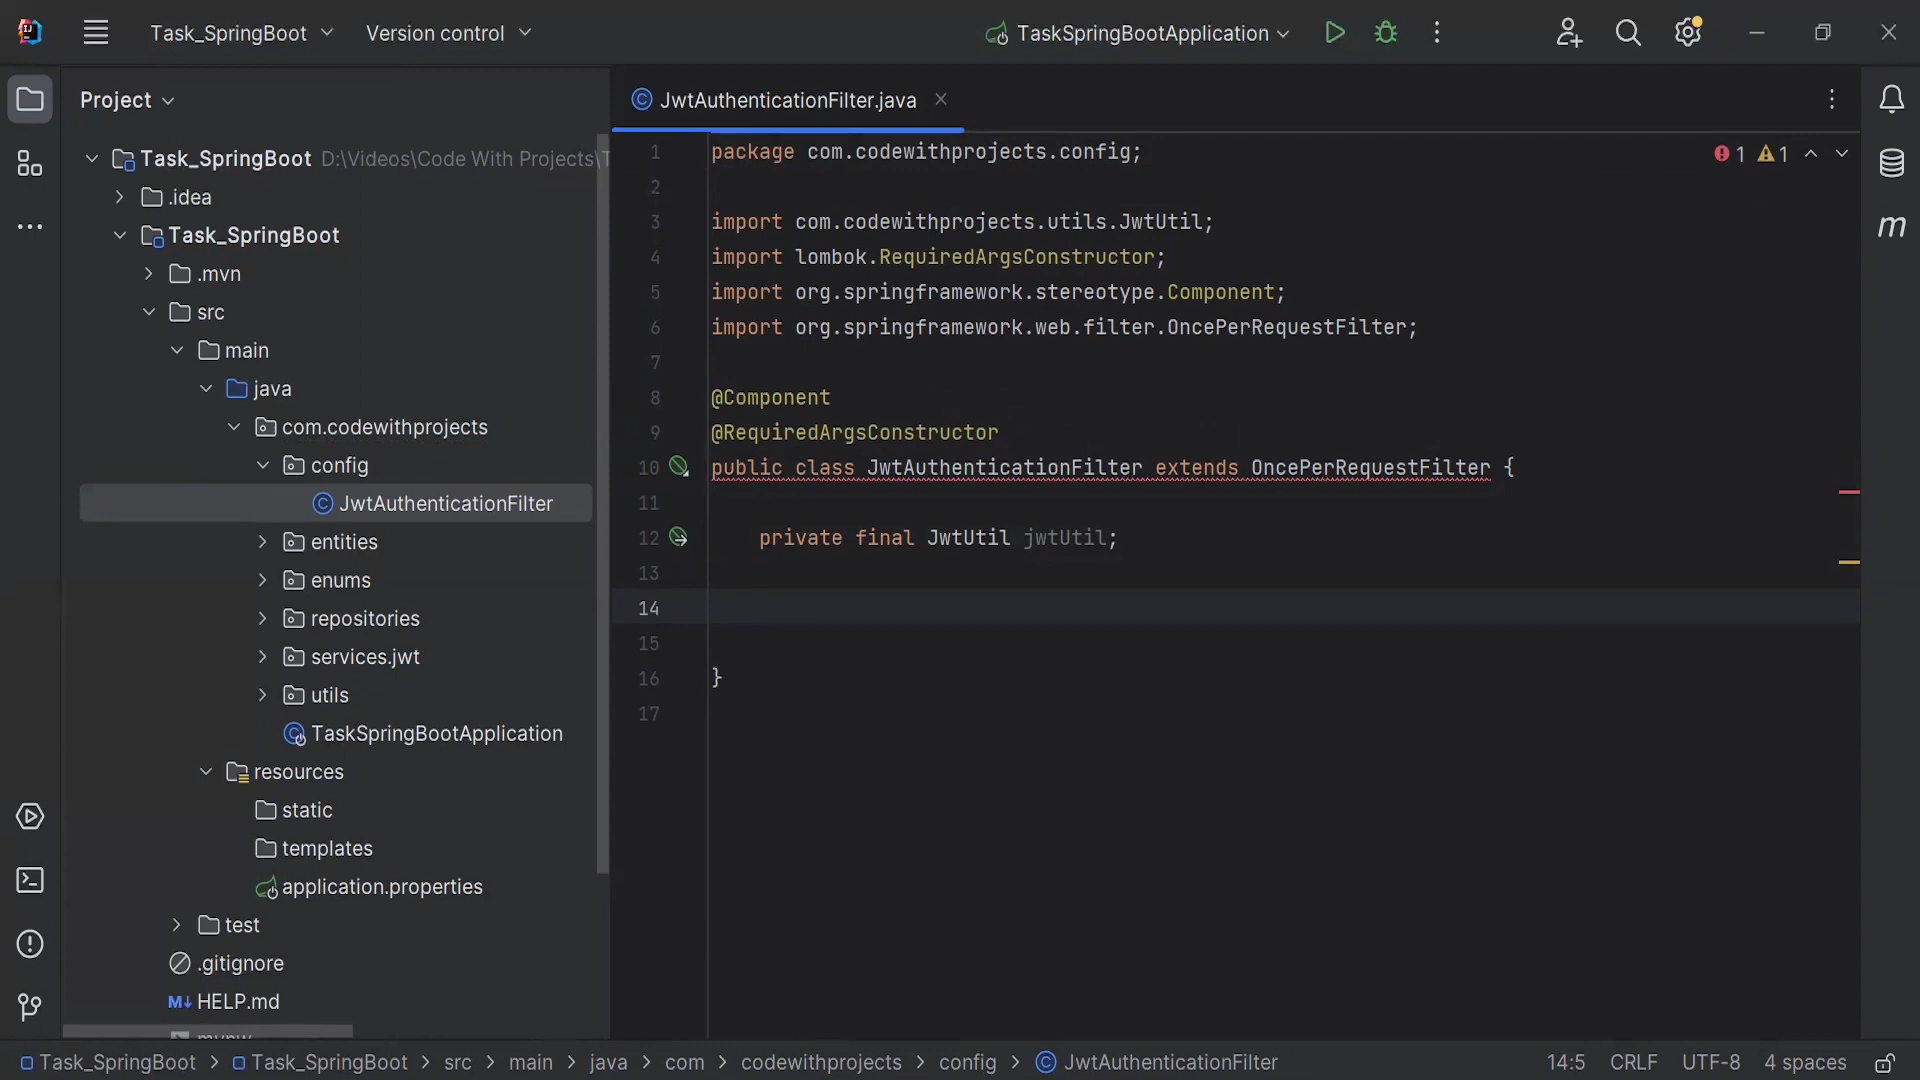 Task_SpringBoot
Version control
TaskSpringBootApplication
Project
JwtAuthenticationFilter.java
Task_SpringBoot D:\Videos\Code With Projects\T
.idea
Task_SpringBoot
.mvn
src
main
java
com.codewithprojects
config
JwtAuthenticationFilter
entities
enums
repositories
services.jwt
utils
TaskSpringBootApplication
resources
static
templates
application.properties
test
.gitignore
M↓ HELP.md
1 package com.codewithprojects.config;
1 1
2
3 import com.codewithprojects.utils.JwtUtil;
4 import lombok.RequiredArgsConstructor;
5 import org.springframework.stereotype.Component;
6 import org.springframework.web.filter.OncePerRequestFilter;
7
8 @Component
9 @RequiredArgsConstructor
10 public class JwtAuthenticationFilter extends OncePerRequestFilter {
11
12 private final JwtUtil jwtUtil;
13
14
15
16 }
17
m
Task_SpringBoot > Task_SpringBoot > src > main > java > com > codewithprojects > config > JwtAuthenticationFilter
14:5 CRLF UTF-8 4 spaces